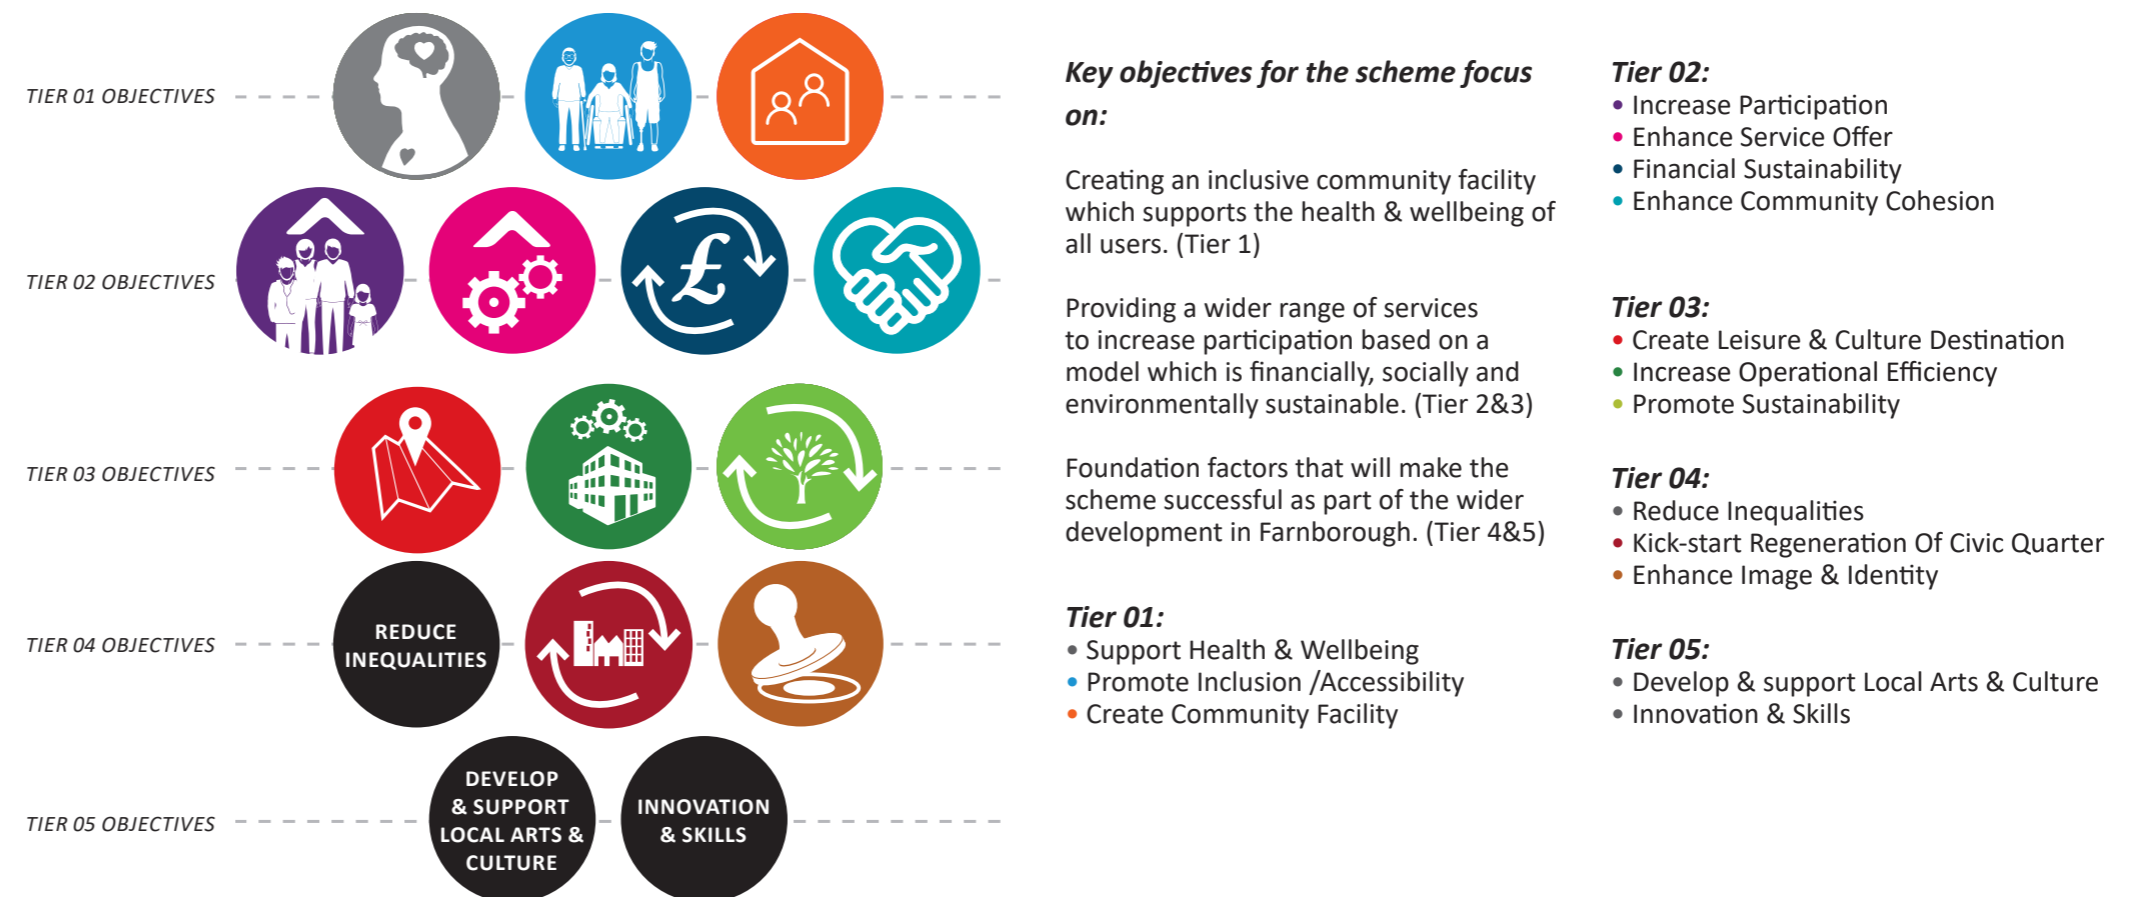 TIER 01 OBJECTIVES
TIER 02 OBJECTIVES
£
TIER 03 OBJECTIVES
TIER 04 OBJECTIVES
REDUCE
INEQUALITIES
TIER 05 OBJECTIVES
DEVELOP
& SUPPORT
LOCAL ARTS &
CULTURE
INNOVATION
& SKILLS
Key objectives for the scheme focus
on:
Creating an inclusive community facility
which supports the health & wellbeing of
all users. (Tier 1)
Providing a wider range of services
to increase participation based on a
model which is financially, socially and
environmentally sustainable. (Tier 2&3)
Foundation factors that will make the
scheme successful as part of the wider
development in Farnborough. (Tier 4&5)
Tier 01:
• Support Health & Wellbeing
• Promote Inclusion /Accessibility
• Create Community Facility
Tier 02:
• Increase Participation
• Enhance Service Offer
• Financial Sustainability
• Enhance Community Cohesion
Tier 03:
• Create Leisure & Culture Destination
• Increase Operational Efficiency
• Promote Sustainability
Tier 04:
• Reduce Inequalities
• Kick-start Regeneration Of Civic Quarter
• Enhance Image & Identity
Tier 05:
• Develop & support Local Arts & Culture
• Innovation & Skills